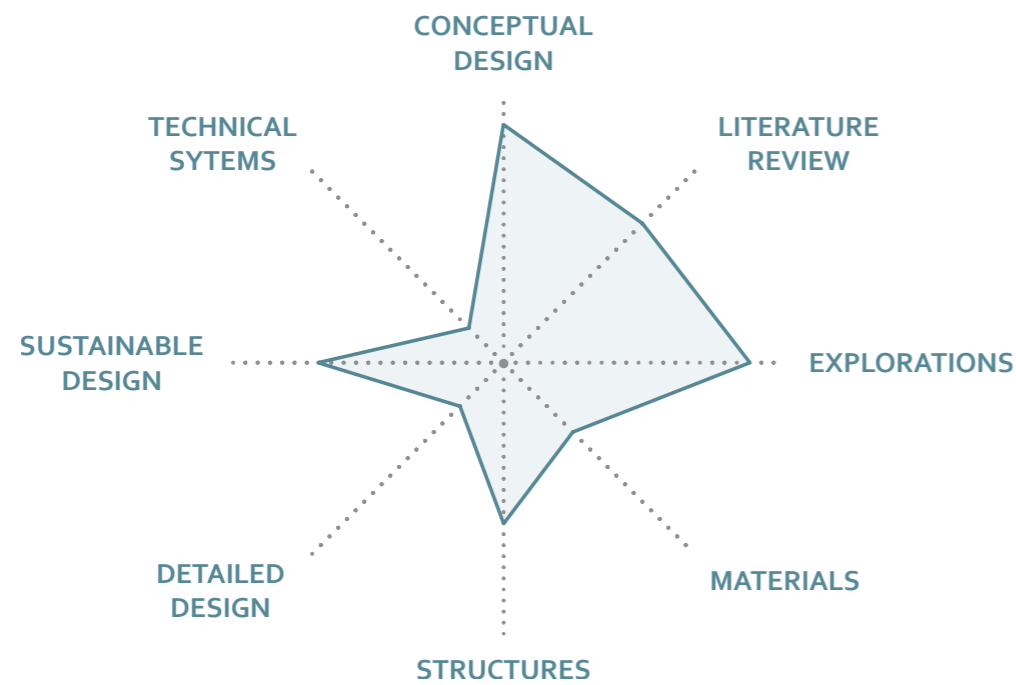 CONCEPTUAL
DESIGN
TECHNICAL
SYTEMS
LITERATURE
REVIEW
SUSTAINABLE
DESIGN
EXPLORATIONS
DETAILED
DESIGN
MATERIALS
STRUCTURES